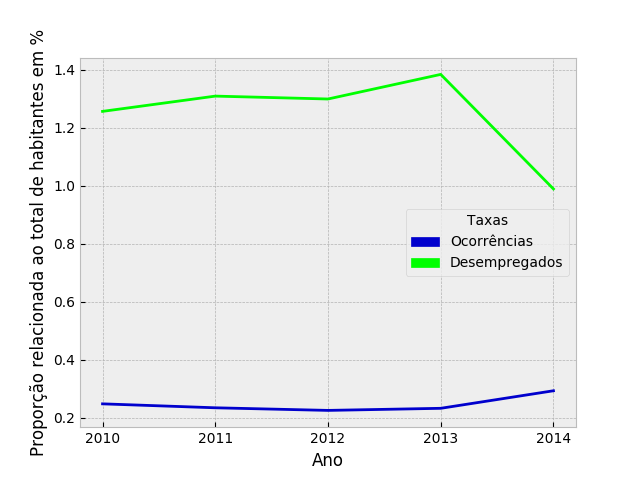 Proporção relacionada ao total de habitantes em %
1.4
1.2
1.0
0.8
0.6
0.4
0.2
Taxas
Ocorrências
Desempregados
2010 2011 2012 2013 2014
Ano